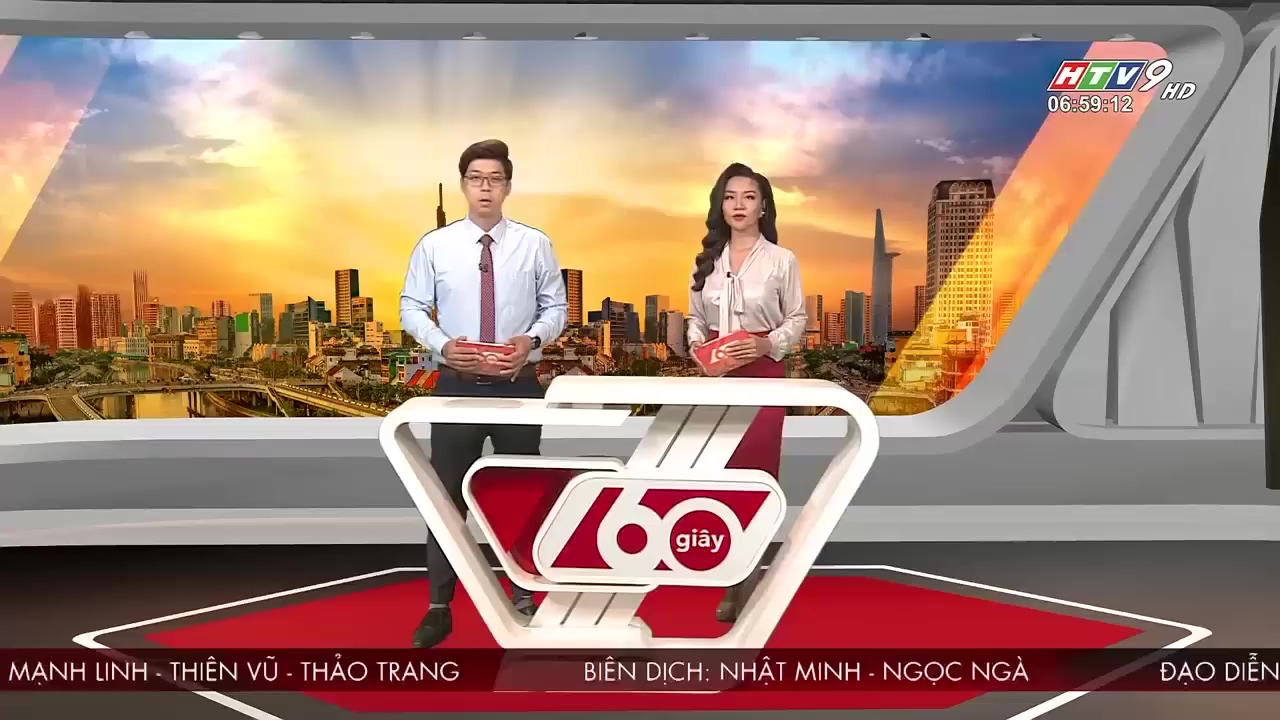 HTV9 HD
06:59:12
60 giây
MẠNH LINH - THIÊN VŨ - THẢO TRANG BIÊN DỊCH: NHẬT MINH - NGỌC NGÀ ĐẠO DIỄN